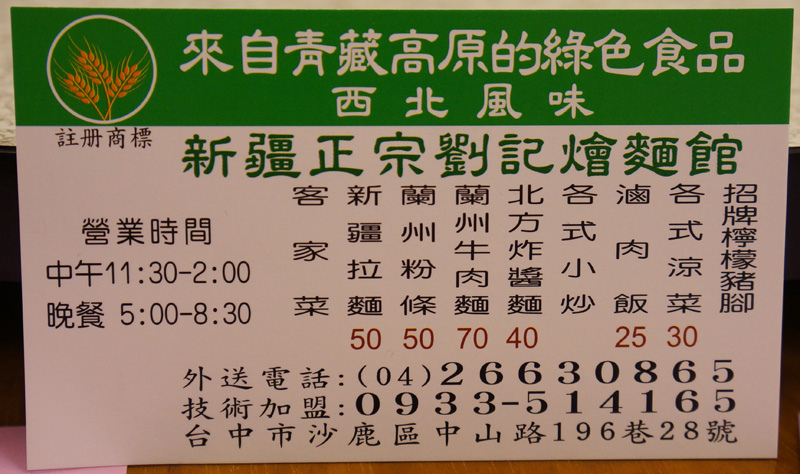 來自青藏高原的綠色食品
西北風味
註册商標
新疆正宗劉記燴麵館
營業時間
中午11:30-2:00
晚餐 5:00-8:30
招牌檸檬豬腳
各式涼菜 30
滷肉飯 25
各式小炒
北方炸醬麵 40
蘭州牛肉麵 70
蘭州粉條 50
新疆拉麵 50
客家菜
外送電話:(04)26630865
技術加盟:0933-514165
台中市沙鹿區中山路196巷28號